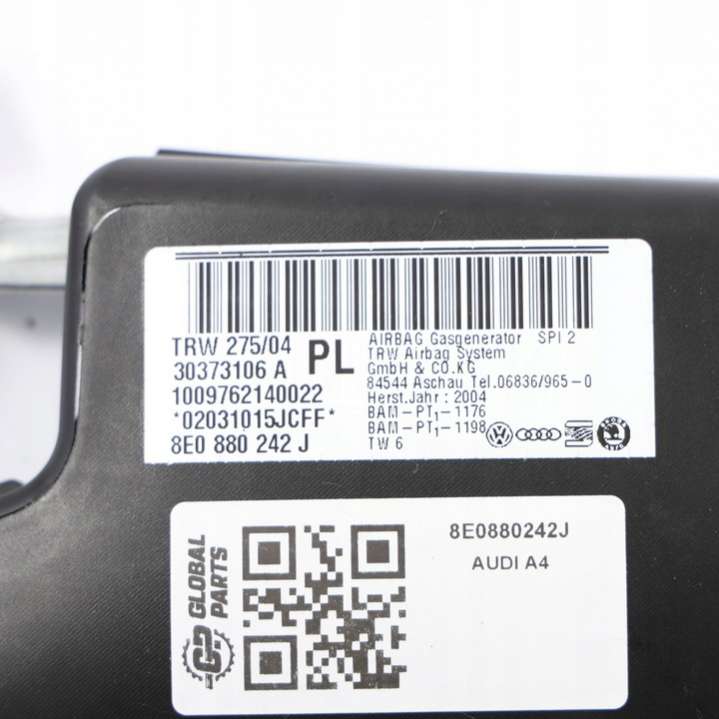 TRW 275/04
30373106 A
PL
1009762140022
*02031015JCFF*
8E0 880 242 J
AIRBAG Gasgenerator SPI 2
TRW Airbag System
GmbH & CO.KG
84544 Aschau Tel.06836/965-0
Herst.Jahr : 2004
BAM-PT1-1176
BAM-PT1-1198
TW 6
GLOBAL
PARTS
8E0880242J
AUDI A4